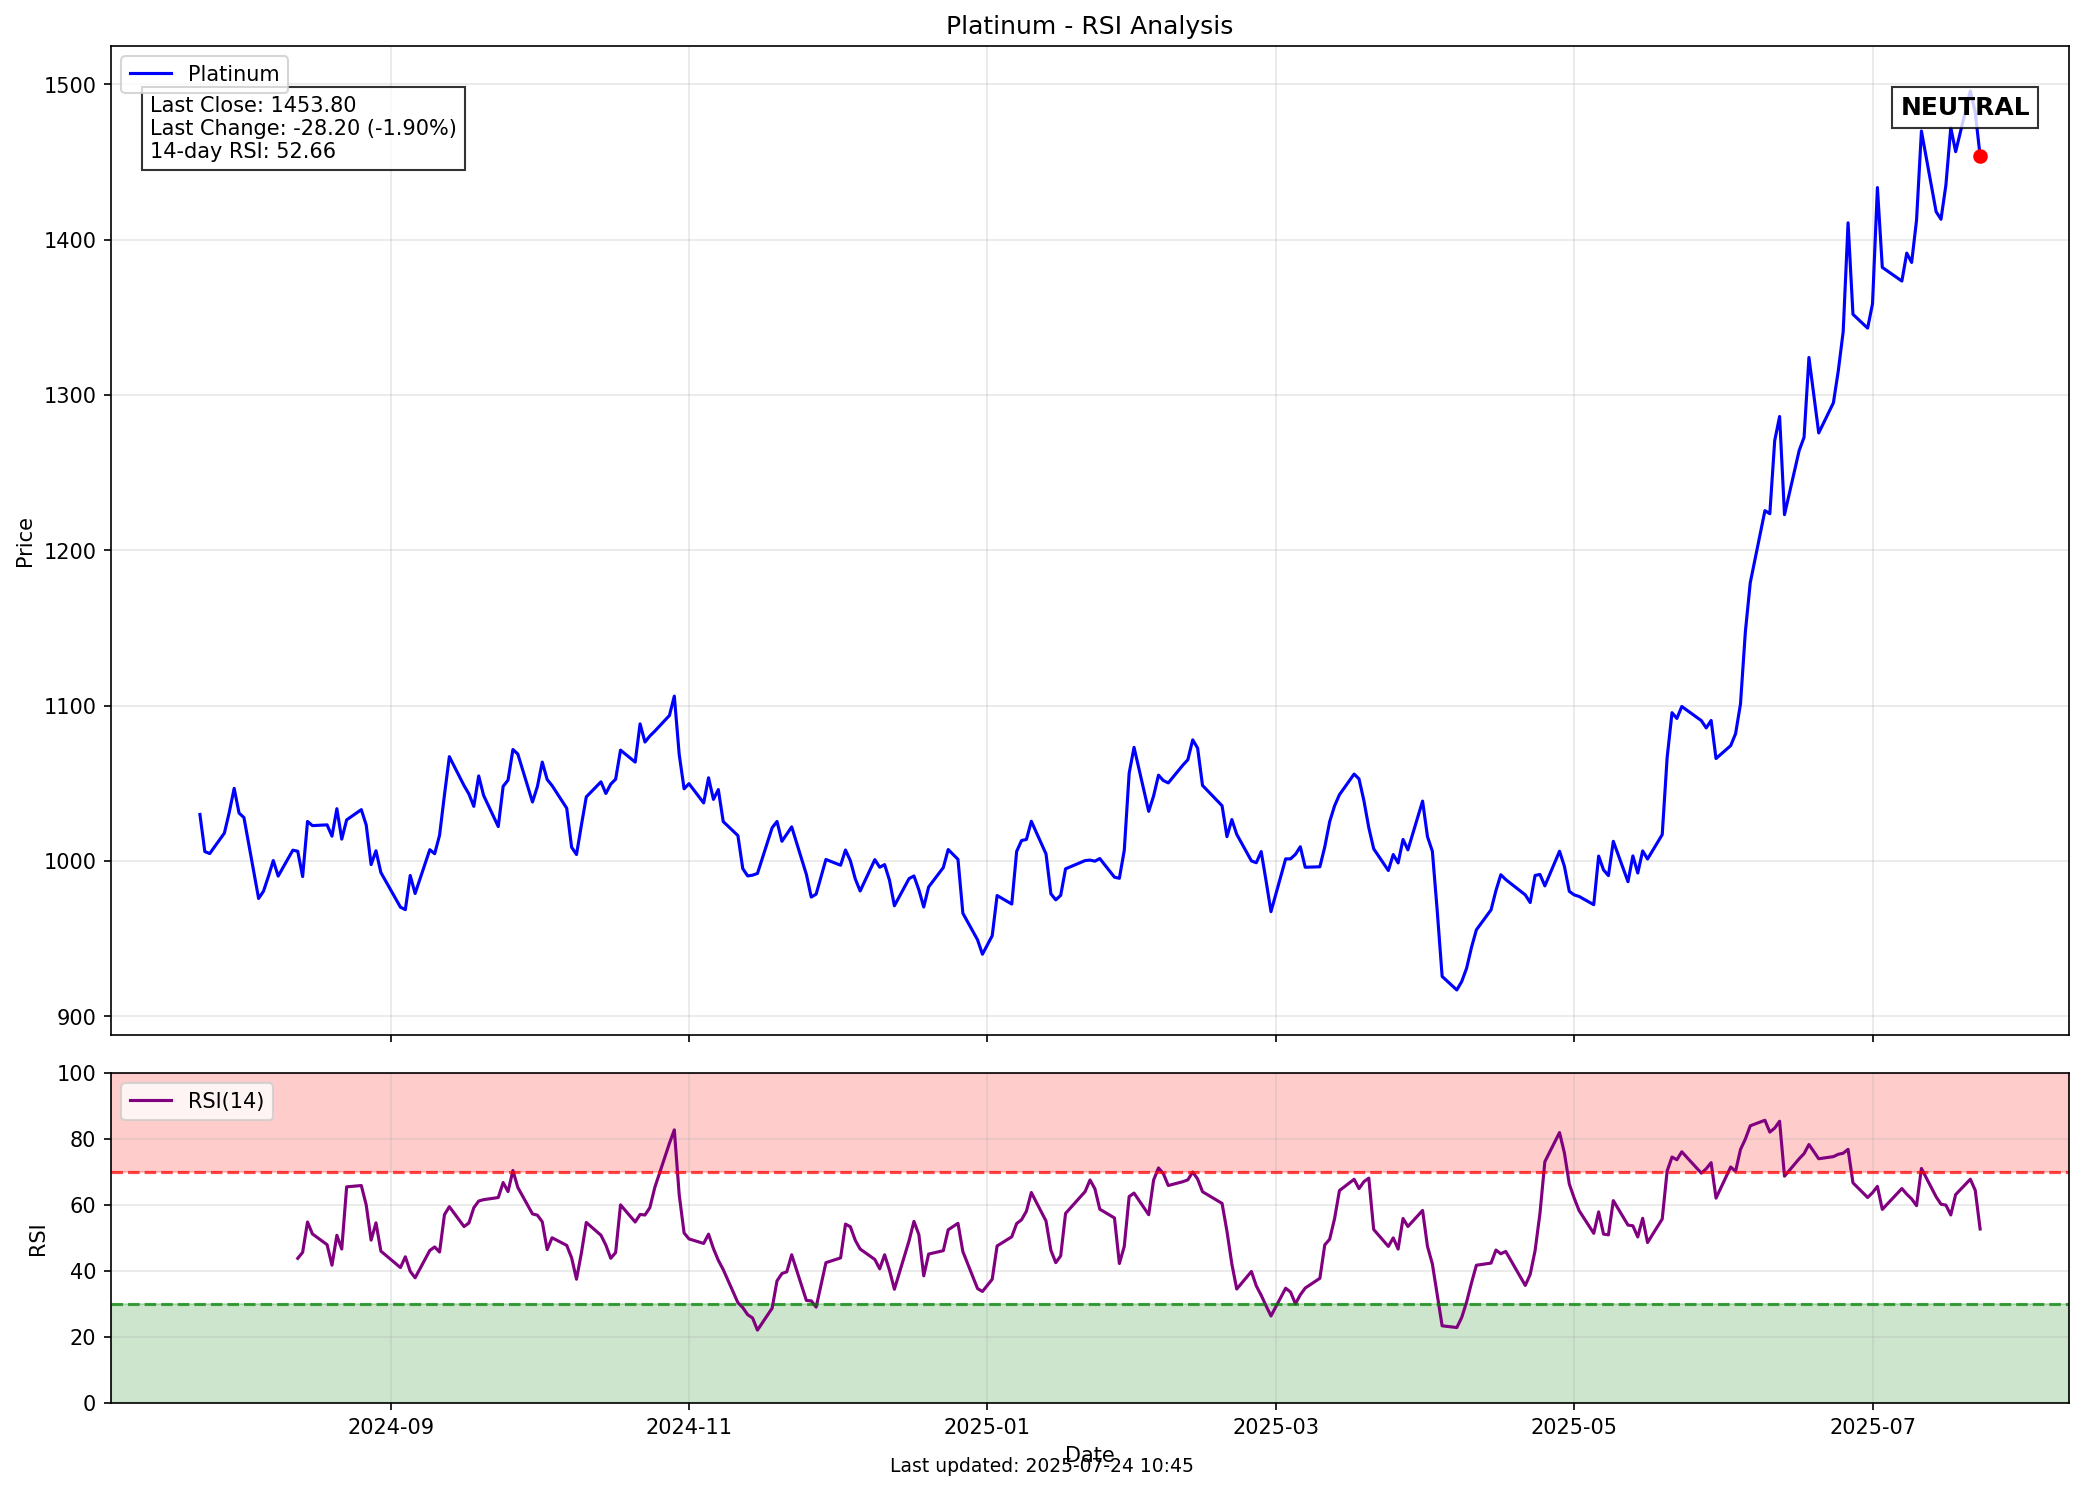 Platinum - RSI Analysis
Platinum
Last Close: 1453.80
Last Change: -28.20 (-1.90%)
14-day RSI: 52.66
NEUTRAL
1500
1400
1300
1200
1100
1000
900
Price
RSI(14)
100
80
60
40
20
0
RSI
2024-09
2024-11
2025-01
2025-03
2025-05
2025-07
Date
Last updated: 2025-07-24 10:45